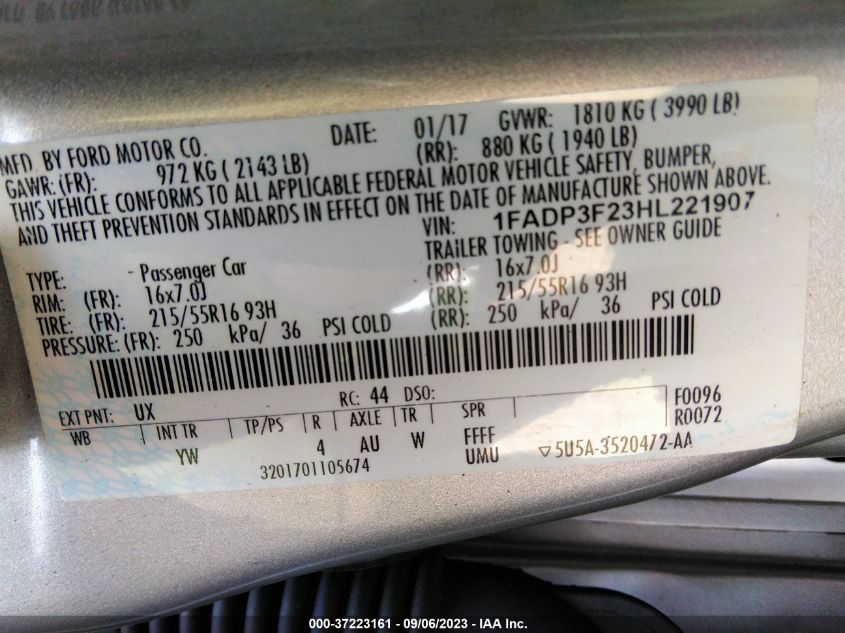 MFD. BY FORD MOTOR CO. DATE: 01/17 GVWR: 1810 KG ( 3990 LB)
GAWR: (FR): 972 KG ( 2143 LB) (RR): 880 KG ( 1940 LB)
THIS VEHICLE CONFORMS TO ALL APPLICABLE FEDERAL MOTOR VEHICLE SAFETY, BUMPER,
AND THEFT PREVENTION STANDARDS IN EFFECT ON THE DATE OF MANUFACTURE SHOWN ABOVE.
VIN: 1FADP3F23HL221907
TRAILER TOWING - SEE OWNER GUIDE
TYPE: - Passenger Car
RIM: (FR): 16x7.0J (RR): 16x7.0J
TIRE: (FR): 215/55R16 93H (RR): 215/55R16 93H
PRESSURE: (FR): 250 kPa/ 36 PSI COLD (RR): 250 kPa/ 36 PSI COLD
EXT PNT: UX RC: 44 DSO: F0096
WB INT TR TP/PS R AXLE TR SPR R0072
YW 4 AU W FFFF
3201701105674 UMU ▽5U5A-3520472-AA
000-37223161 - 09/06/2023 - IAA Inc.